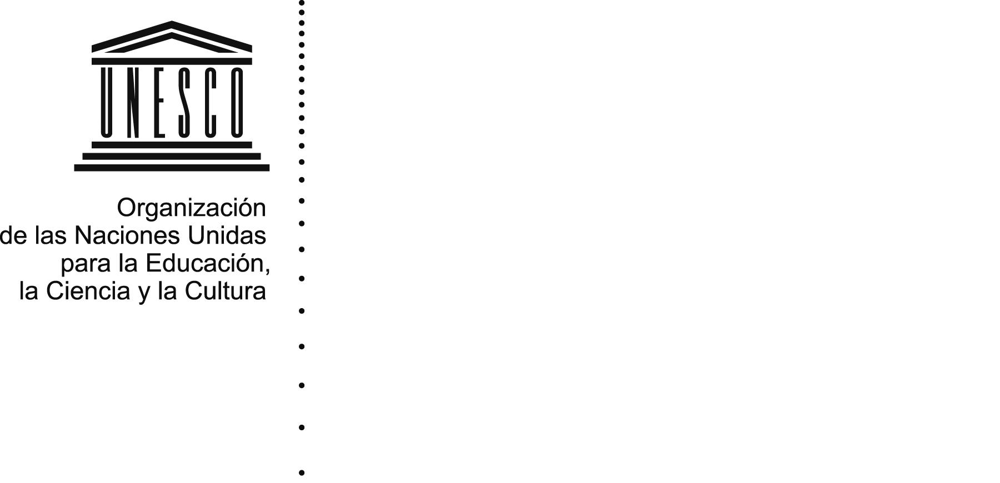 UNESCO
Organización
de las Naciones Unidas
para la Educación,
la Ciencia y la Cultura